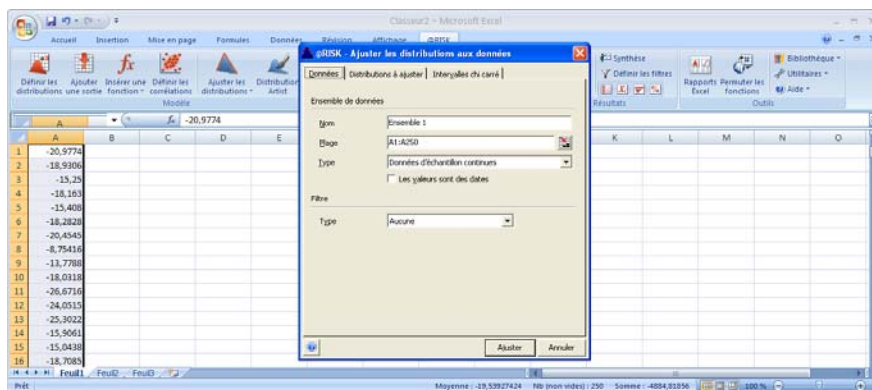 Classeur2 - Microsoft Excel
Accueil Insertion Mise en page Formules Données Révision Affichage @RISK
Définir les distributions
Ajouter une sortie
Insérer une fonction
Définir les corrélations
Ajuster les distributions
Distribution Artist
Modèle
Synthèse
Définir les filtres
Résultats
Rapports Excel
Permuter les fonctions
Bibliothèque
Utilitaires
Aide
Outils
@RISK - Ajuster les distributions aux données
Données Distributions à ajuster Intervalles chi carré
Ensemble de données
Nom Ensemble 1
Plage A1:A250
Type Données d'échantillon continues
Les valeurs sont des dates
Filtre
Type Aucune
Ajuster Annuler
A fx -20,9774
A B C D E K L M N O
1 -20,9774
2 -18,9306
3 -15,25
4 -18,163
5 -15,408
6 -18,2828
7 -20,4545
8 -8,75416
9 -13,7788
10 -18,0318
11 -26,6716
12 -24,0515
13 -25,3022
14 -15,9061
15 -15,0438
16 -18,7085
Feuil1 Feuil2 Feuil3
Prêt Moyenne : -19,53927424 Nb (non vides) : 250 Somme : -4884,81856 100 %